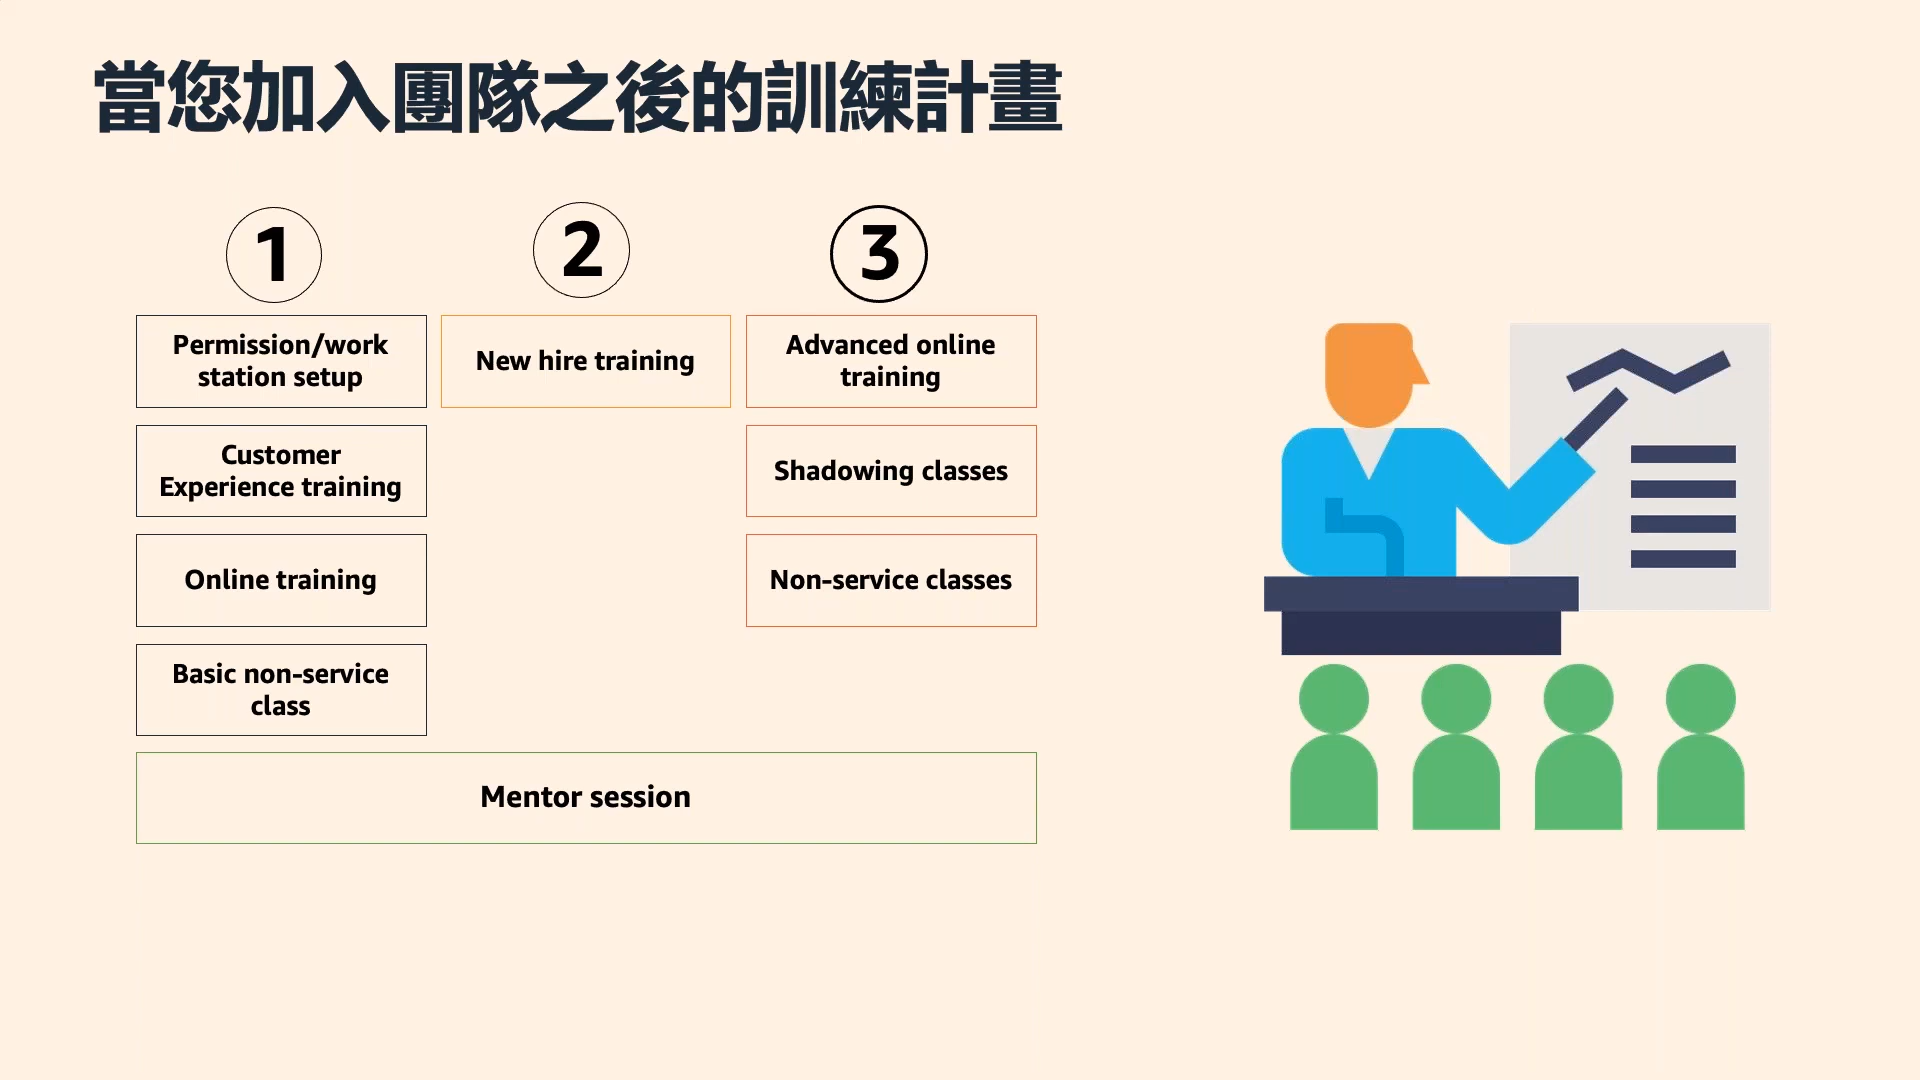 當您加入團隊之後的訓練計畫
1
2
3
Permission/work
station setup
Customer
Experience training
Online training
Basic non-service
class
New hire training
Advanced online
training
Shadowing classes
Non-service classes
Mentor session